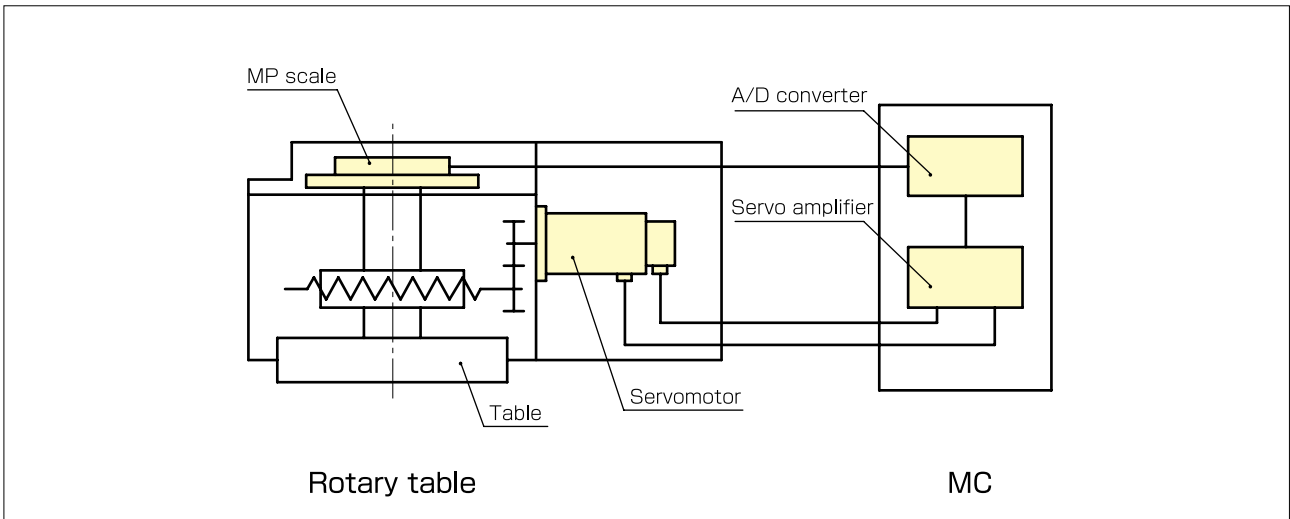 MP scale
A/D converter
Servo amplifier
Servomotor
Table
Rotary table
MC